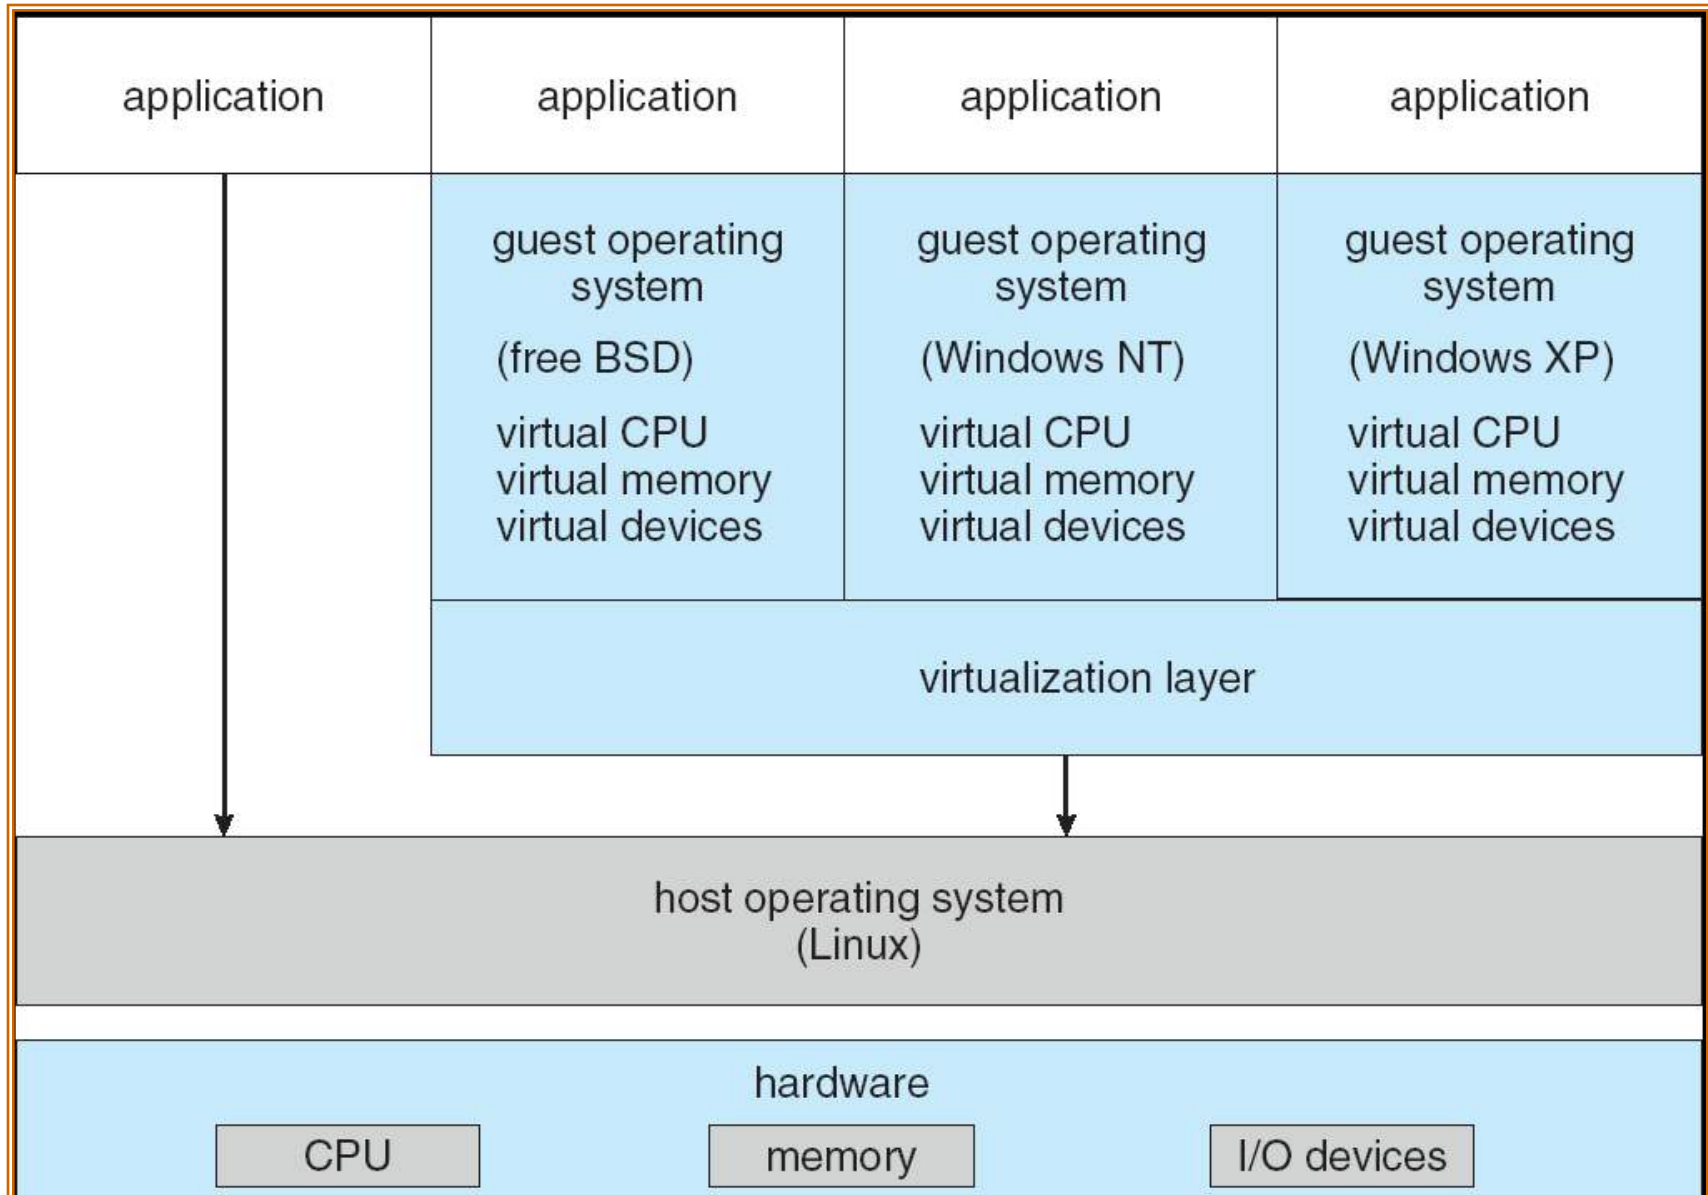 application
application
application
application
guest operating
system
(free BSD)
virtual CPU
virtual memory
virtual devices
guest operating
system
(Windows NT)
virtual CPU
virtual memory
virtual devices
guest operating
system
(Windows XP)
virtual CPU
virtual memory
virtual devices
virtualization layer
host operating system
(Linux)
hardware
CPU
memory
I/O devices